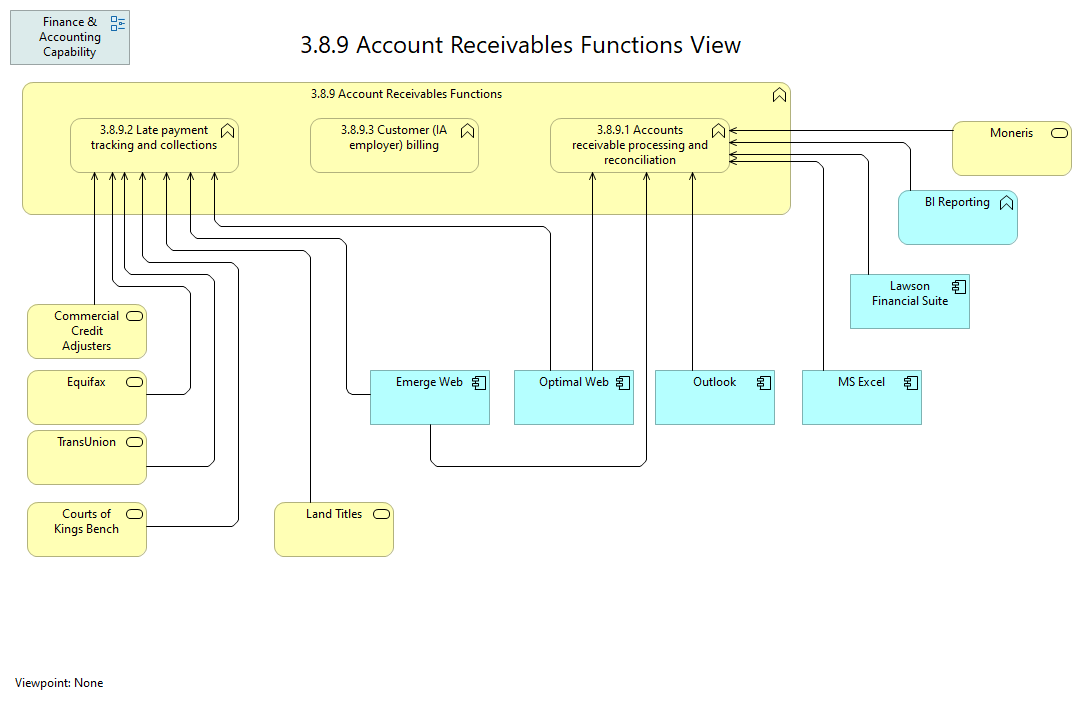 Finance &
Accounting
Capability
3.8.9 Account Receivables Functions View
3.8.9 Account Receivables Functions
3.8.9.2 Late payment
tracking and collections
3.8.9.3 Customer (IA
employer) billing
3.8.9.1 Accounts
receivable processing and
reconciliation
Moneris
BI Reporting
Lawson
Financial Suite
Commercial
Credit
Adjusters
Equifax
Emerge Web
Optimal Web
Outlook
MS Excel
TransUnion
Courts of
Kings Bench
Land Titles
Viewpoint: None